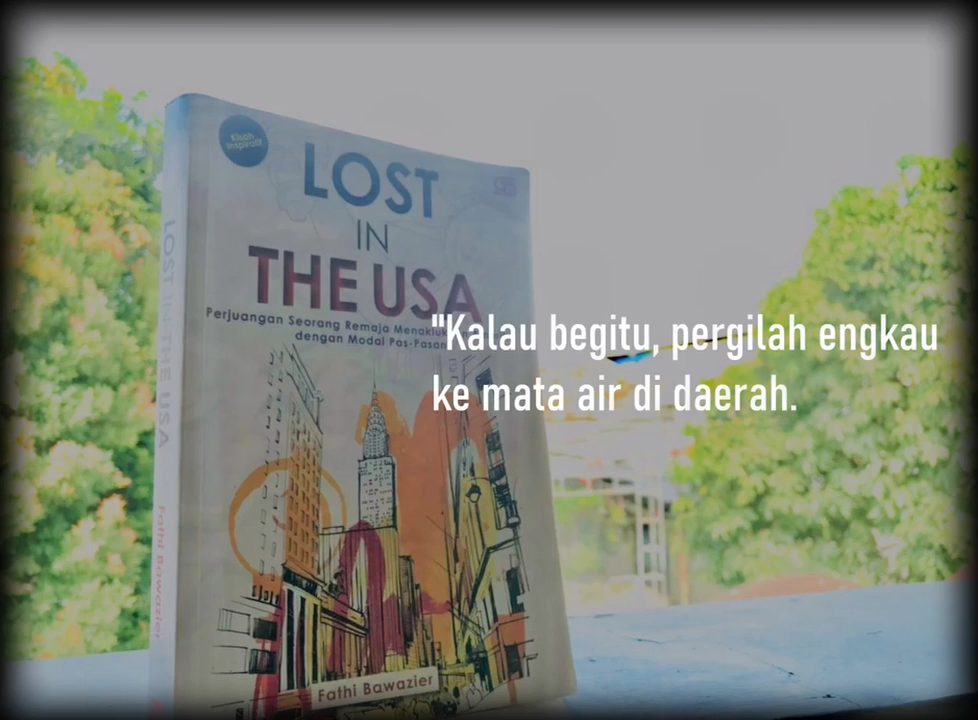 Kisah
Inspiratif
LOST
IN
THE USA
Perjuangan Seorang Remaja
dengan Modal Pas-Pasan
"Kalau begitu, pergilah engkau
ke mata air di daerah.
LOST IN THE USA
Fathi Bawazier
Fathi Bawazier